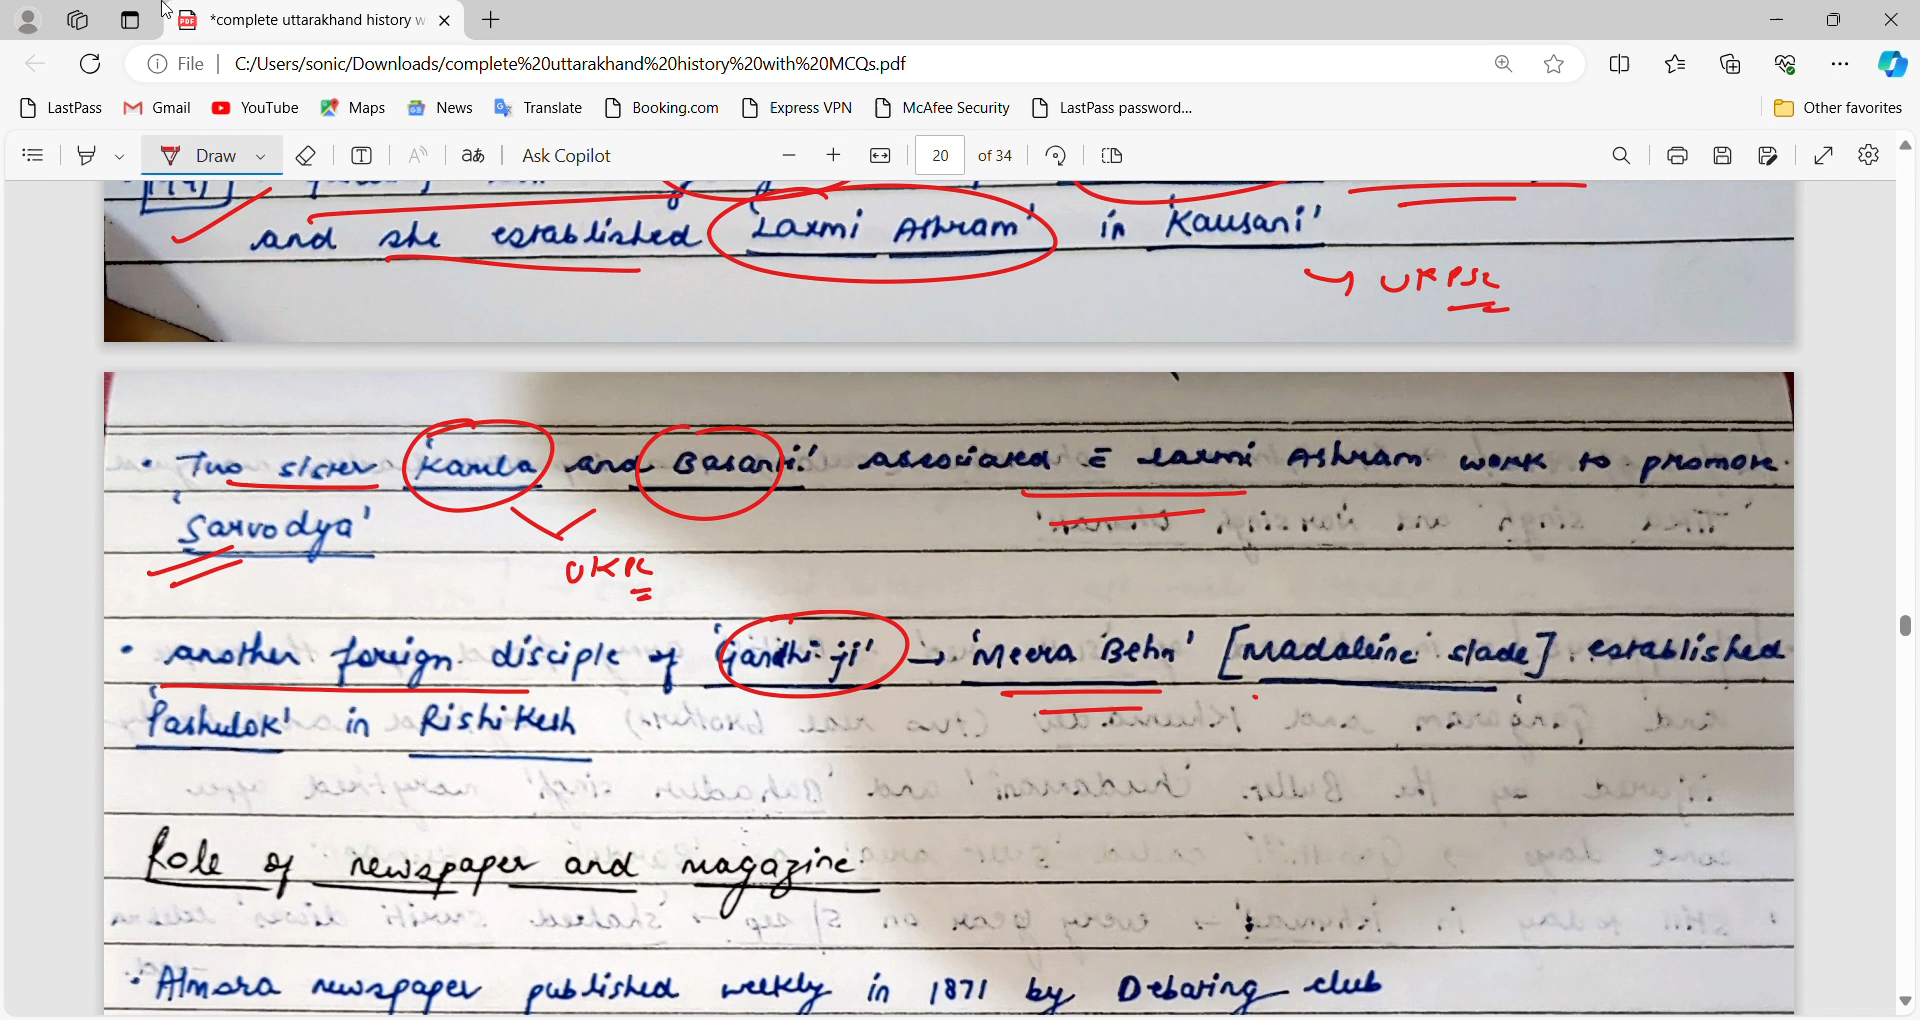 *complete uttarakhand history w
File
C:/Users/sonic/Downloads/complete%20uttarakhand%20history%20with%20MCQs.pdf
LastPass Gmail YouTube Maps News Translate Booking.com Express VPN McAfee Security LastPass password... Other favorites
Draw Ask Copilot 20 of 34
and she established 'Laxmi Ashram' in 'Kausani'
UKPSC
• Two sister 'Kamla and Basanti' associated c̄ Laxmi Ashram work to promote
'Sarvodya'
UKPSC
• another foreign disciple of 'Gandhi-ji' → 'Meera Behn' [Madaleine slade] established
'Pashulok' in Rishikesh
Role of newspaper and magazine
• Almora newspaper published weekly in 1871 by Debating club